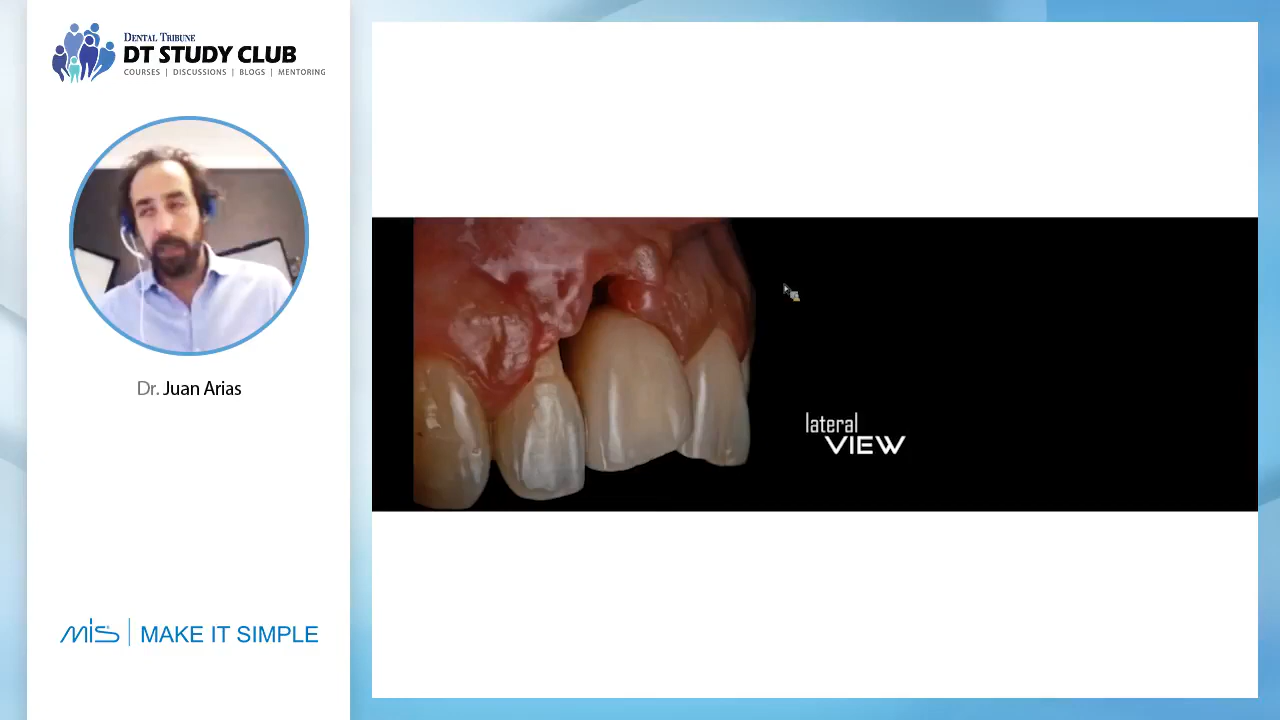 DENTAL TRIBUNE
DT STUDY CLUB
COURSES | DISCUSSIONS | BLOGS | MENTORING
Dr. Juan Arias
lateral
VIEW
MIS | MAKE IT SIMPLE